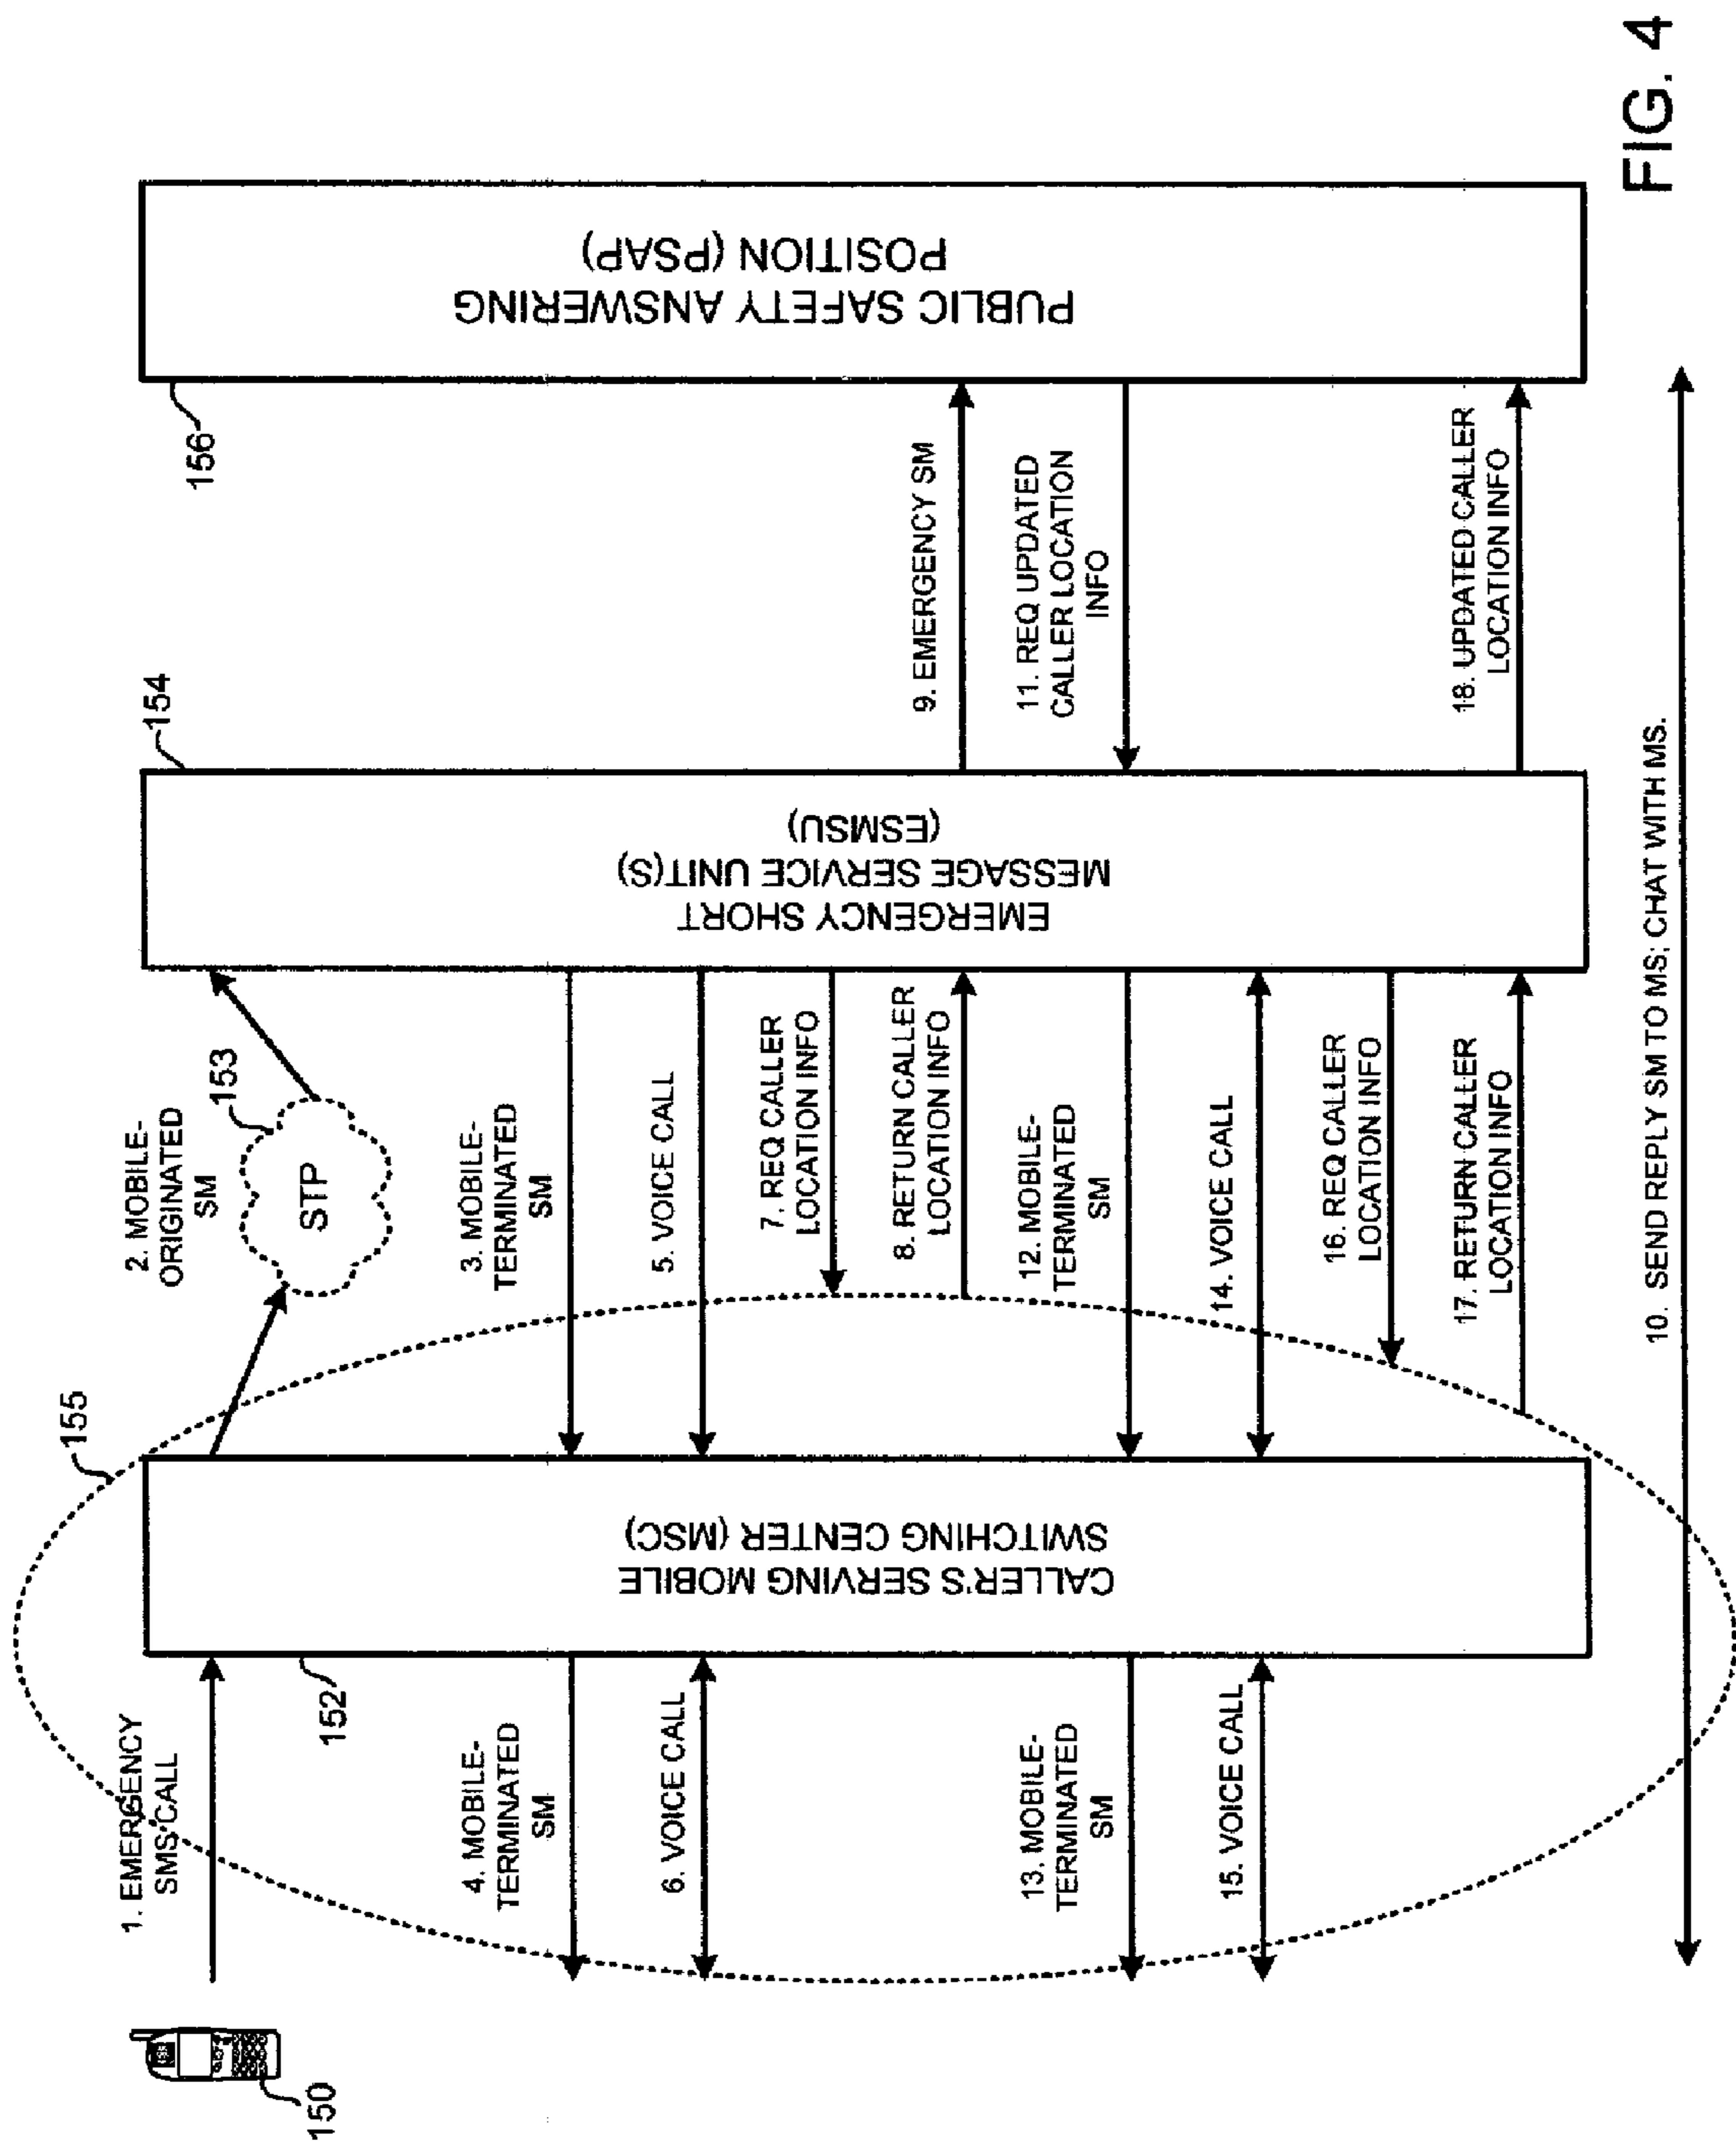 150
1. EMERGENCY
SMS CALL
152
155
2. MOBILE-
ORIGINATED
SM
STP
153
154
156
CALLER'S SERVING MOBILE
SWITCHING CENTER (MSC)
EMERGENCY SHORT
MESSAGE SERVICE UNIT(S)
(ESMSU)
PUBLIC SAFETY ANSWERING
POSITION (PSAP)
3. MOBILE-
TERMINATED
SM
4. MOBILE-
TERMINATED
SM
5. VOICE CALL
6. VOICE CALL
7. REQ CALLER
LOCATION INFO
8. RETURN CALLER
LOCATION INFO
9. EMERGENCY SM
11. REQ UPDATED
CALLER LOCATION
INFO
12. MOBILE-
TERMINATED
SM
13. MOBILE-
TERMINATED
SM
14. VOICE CALL
15. VOICE CALL
16. REQ CALLER
LOCATION INFO
17. RETURN CALLER
LOCATION INFO
18. UPDATED CALLER
LOCATION INFO
10. SEND REPLY SM TO MS; CHAT WITH MS.
FIG. 4